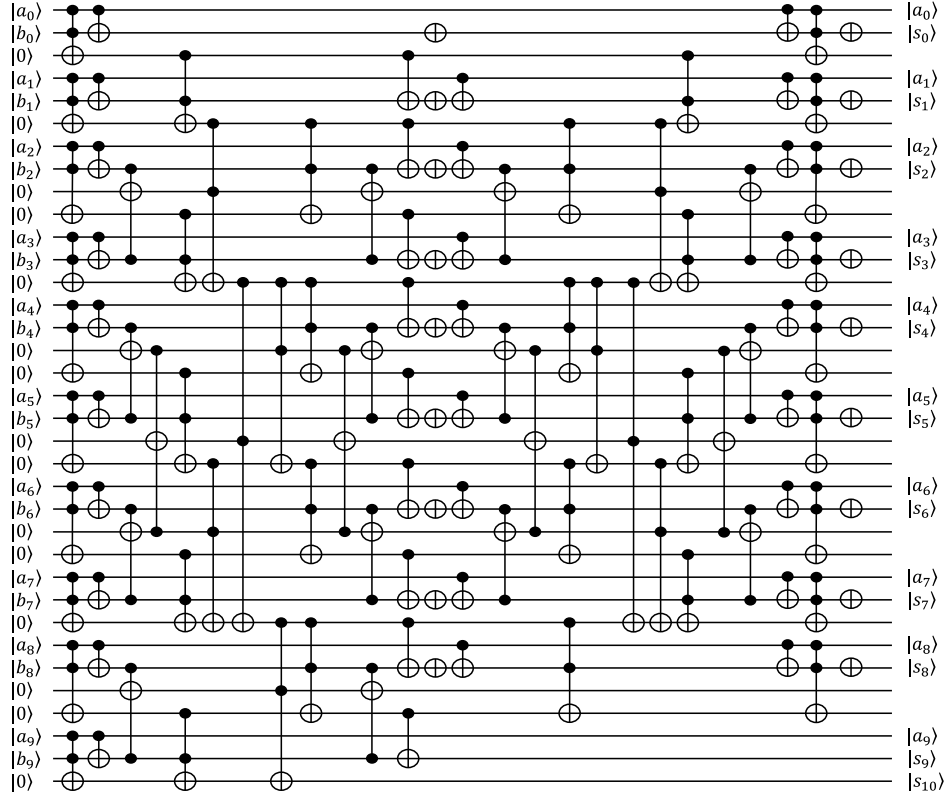 |a₀⟩ |a₀⟩
|b₀⟩ |s₀⟩
|0⟩
|a₁⟩ |a₁⟩
|b₁⟩ |s₁⟩
|0⟩
|a₂⟩ |a₂⟩
|b₂⟩ |s₂⟩
|0⟩
|0⟩
|a₃⟩ |a₃⟩
|b₃⟩ |s₃⟩
|0⟩
|a₄⟩ |a₄⟩
|b₄⟩ |s₄⟩
|0⟩
|0⟩
|a₅⟩ |a₅⟩
|b₅⟩ |s₅⟩
|0⟩
|0⟩
|a₆⟩ |a₆⟩
|b₆⟩ |s₆⟩
|0⟩
|0⟩
|a₇⟩ |a₇⟩
|b₇⟩ |s₇⟩
|0⟩
|a₈⟩ |a₈⟩
|b₈⟩ |s₈⟩
|0⟩
|0⟩
|a₉⟩ |a₉⟩
|b₉⟩ |s₉⟩
|0⟩ |s₁₀⟩